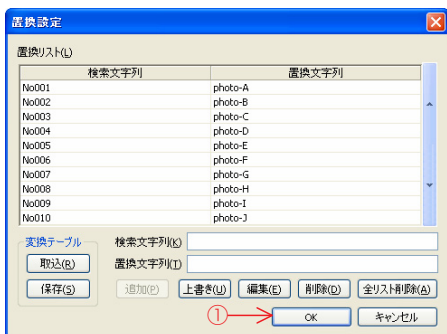 置換設定
置換リスト(L)
検索文字列 置換文字列
No001 photo-A
No002 photo-B
No003 photo-C
No004 photo-D
No005 photo-E
No006 photo-F
No007 photo-G
No008 photo-H
No009 photo-I
No010 photo-J
変換テーブル 検索文字列(K)
取込(R) 置換文字列(T)
保存(S) 追加(P) 上書き(U) 編集(E) 削除(D) 全リスト削除(A)
① OK キャンセル